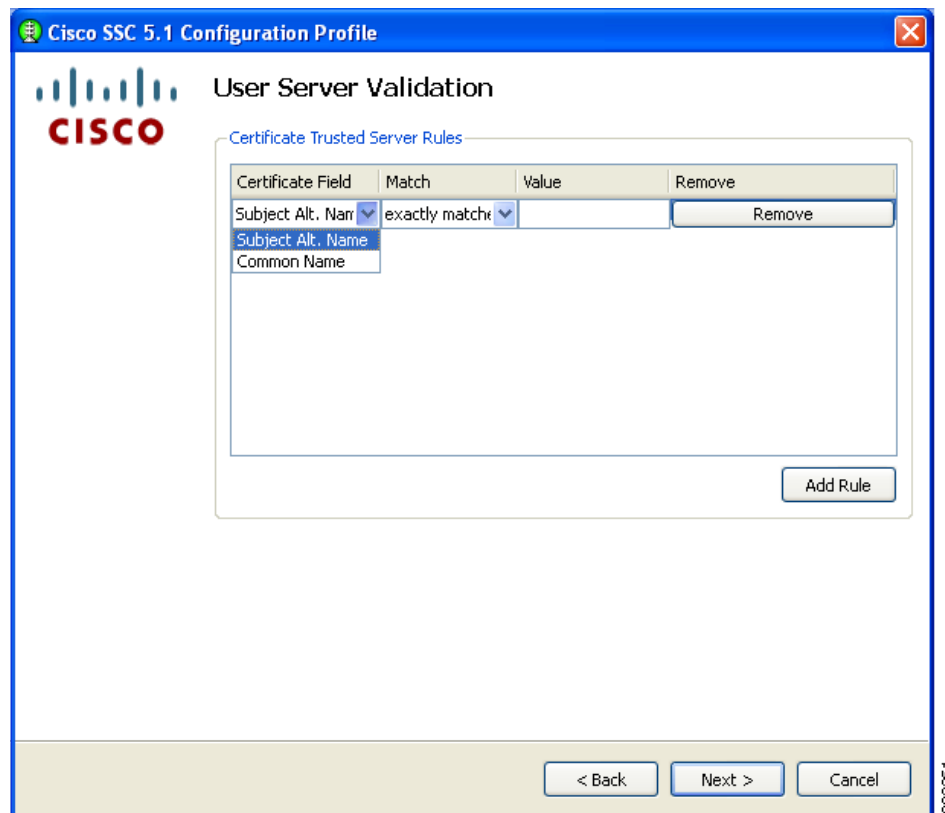 Cisco SSC 5.1 Configuration Profile
CISCO
User Server Validation
Certificate Trusted Server Rules
Certificate Field Match Value Remove
Subject Alt. Nam exactly matche Remove
Subject Alt. Name
Common Name
Add Rule
< Back Next > Cancel